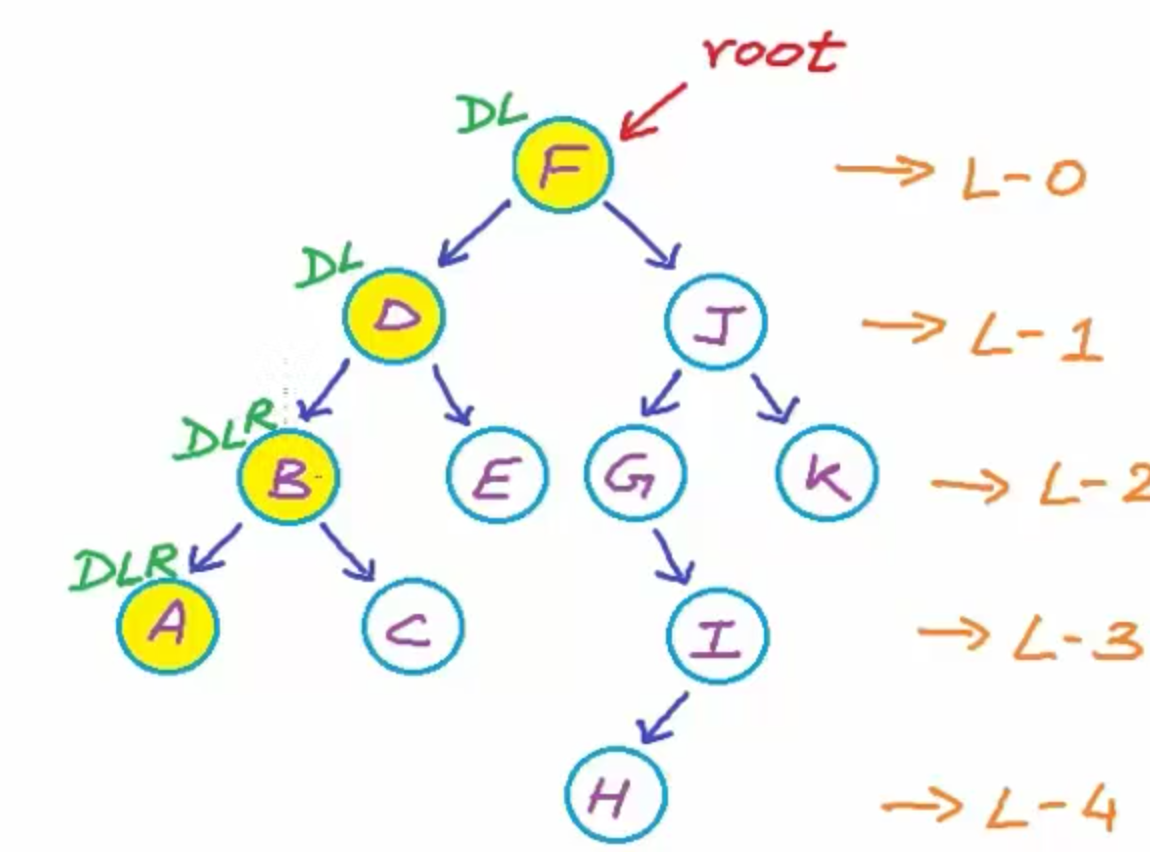 root
DL
F
→ L-0
DL
D
J
→ L-1
DLR
B
E
G
K
→ L-2
DLR
A
C
I
→ L-3
H
→ L-4